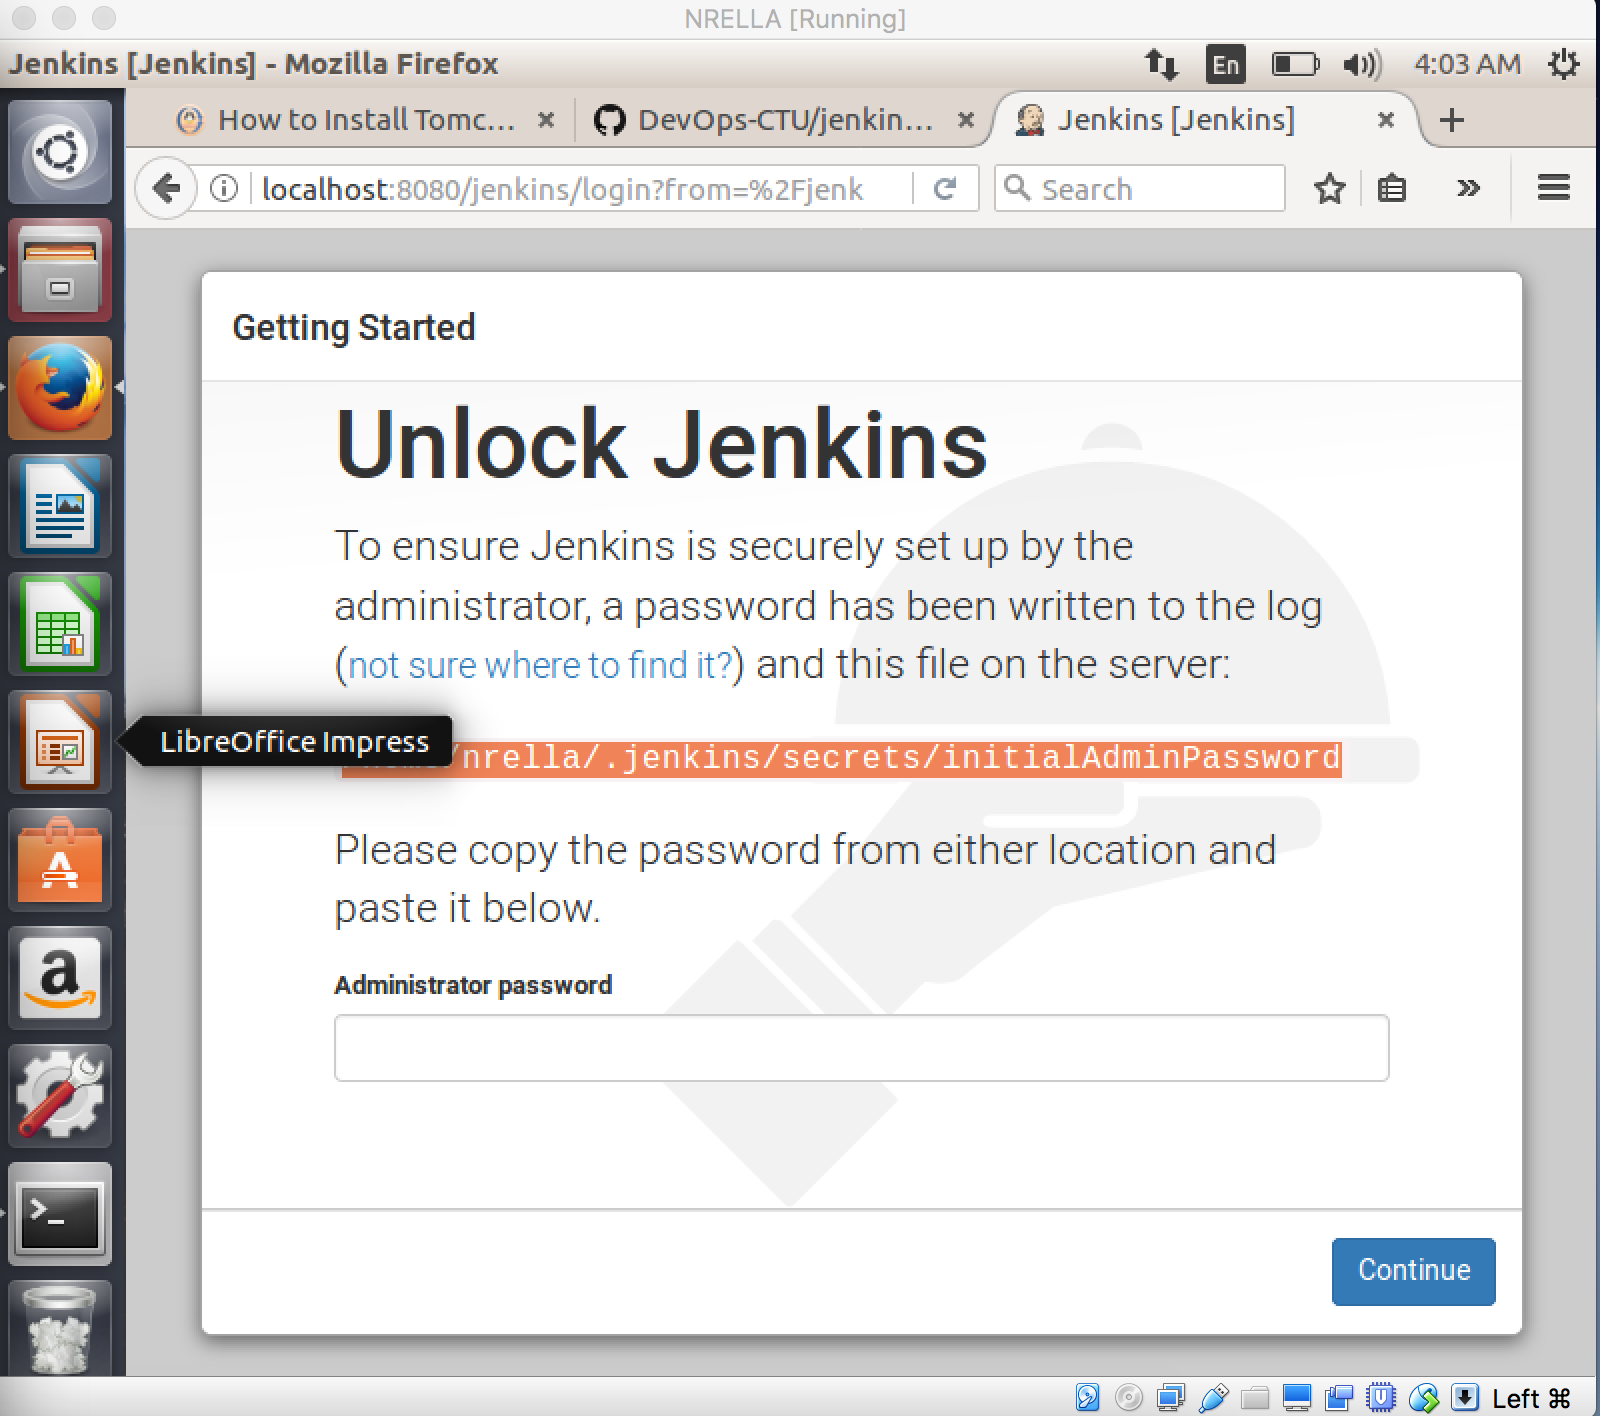 NRELLA [Running]
Jenkins [Jenkins] - Mozilla Firefox
En
4:03 AM
How to Install Tomc...
DevOps-CTU/jenkin...
Jenkins [Jenkins]
localhost:8080/jenkins/login?from=%2Fjenk
Search
Getting Started
Unlock Jenkins
To ensure Jenkins is securely set up by the
administrator, a password has been written to the log
(not sure where to find it?) and this file on the server:
LibreOffice Impress
/nrella/.jenkins/secrets/initialAdminPassword
Please copy the password from either location and
paste it below.
Administrator password
Continue
Left ⌘